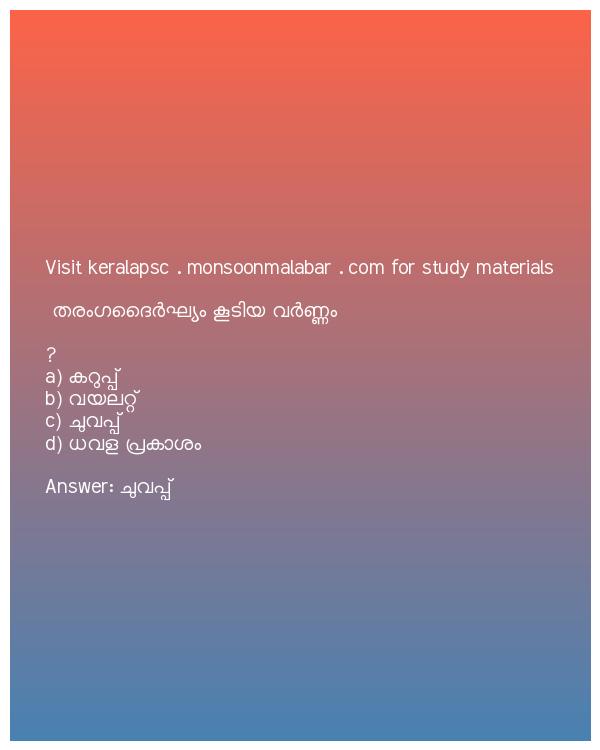 Visit keralapsc . monsoonmalabar . com for study materials
തരംഗദൈർഘ്യം കൂടിയ വർണ്ണം
?
a) കറുപ്പ്
b) വയലറ്റ്
c) ചുവപ്പ്
d) ധവള പ്രകാശം
Answer: ചുവപ്പ്